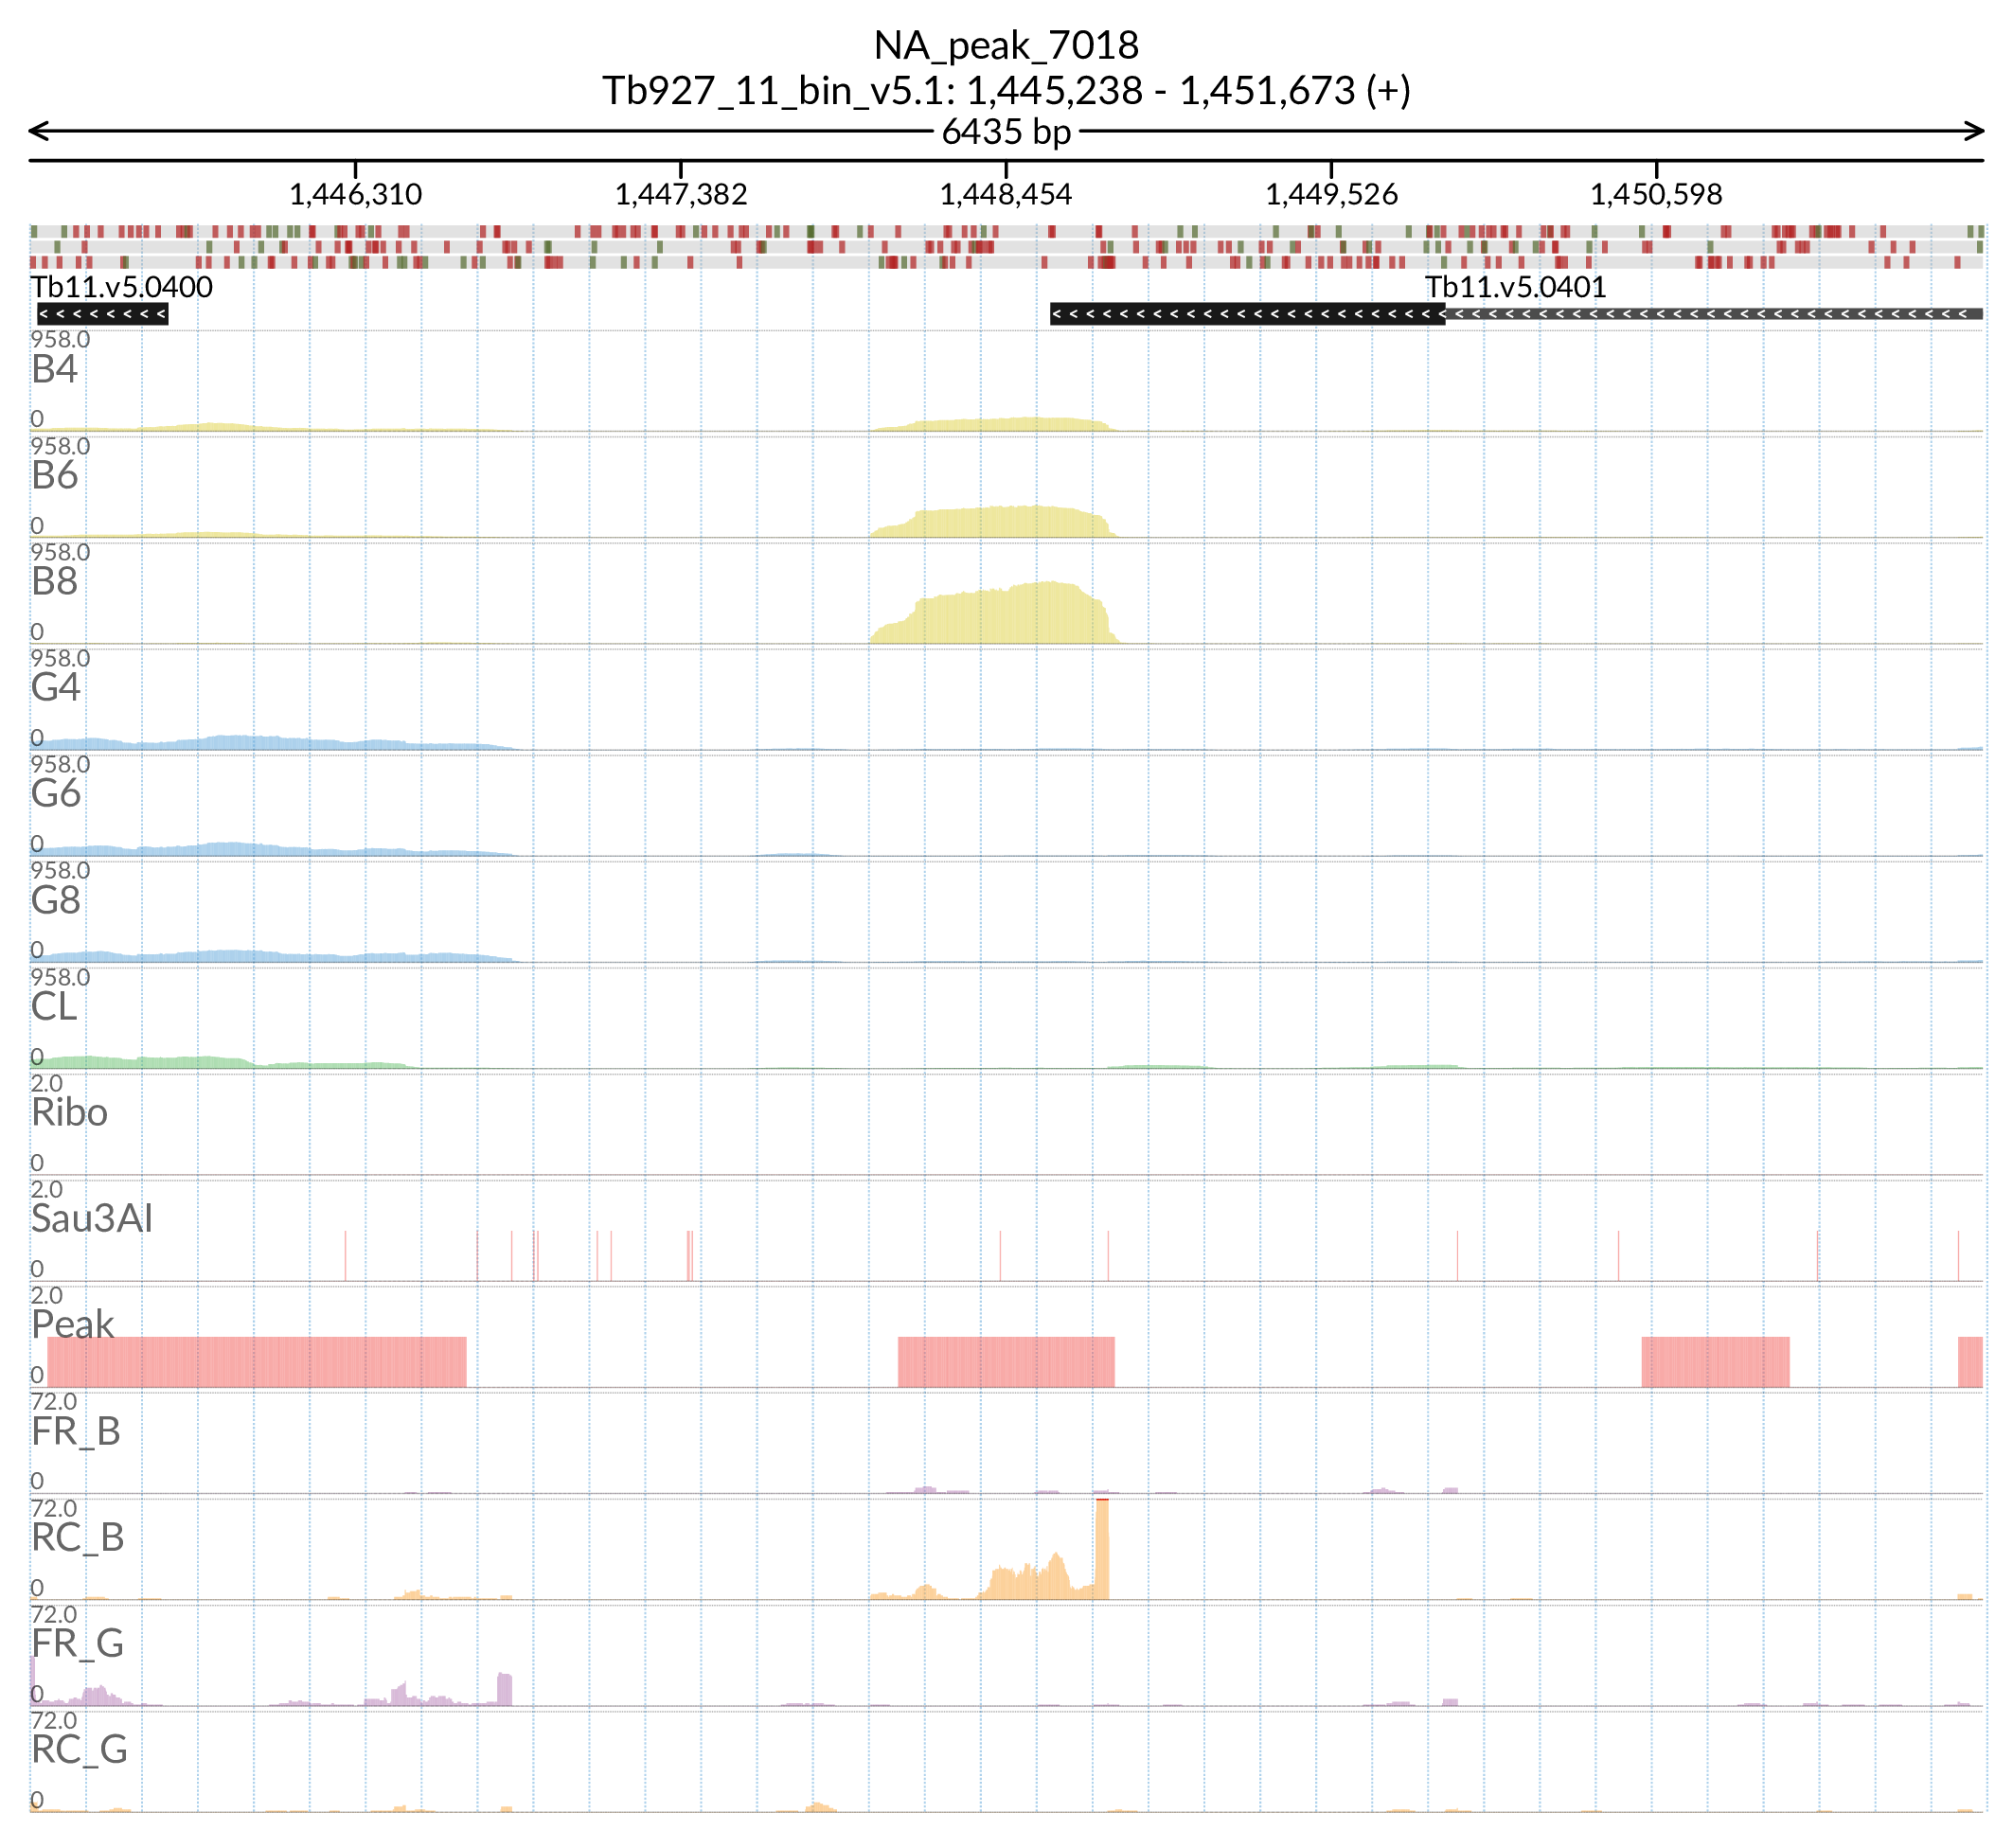 NA_peak_7018
Tb927_11_bin_v5.1: 1,445,238 - 1,451,673 (+)
6435 bp
1,446,310 1,447,382 1,448,454 1,449,526 1,450,598
Tb11.v5.0400 Tb11.v5.0401
958.0
B4
0
958.0
B6
0
958.0
B8
0
958.0
G4
0
958.0
G6
0
958.0
G8
0
958.0
CL
0
2.0
Ribo
0
2.0
Sau3AI
0
2.0
Peak
0
72.0
FR_B
0
72.0
RC_B
0
72.0
FR_G
0
72.0
RC_G
0